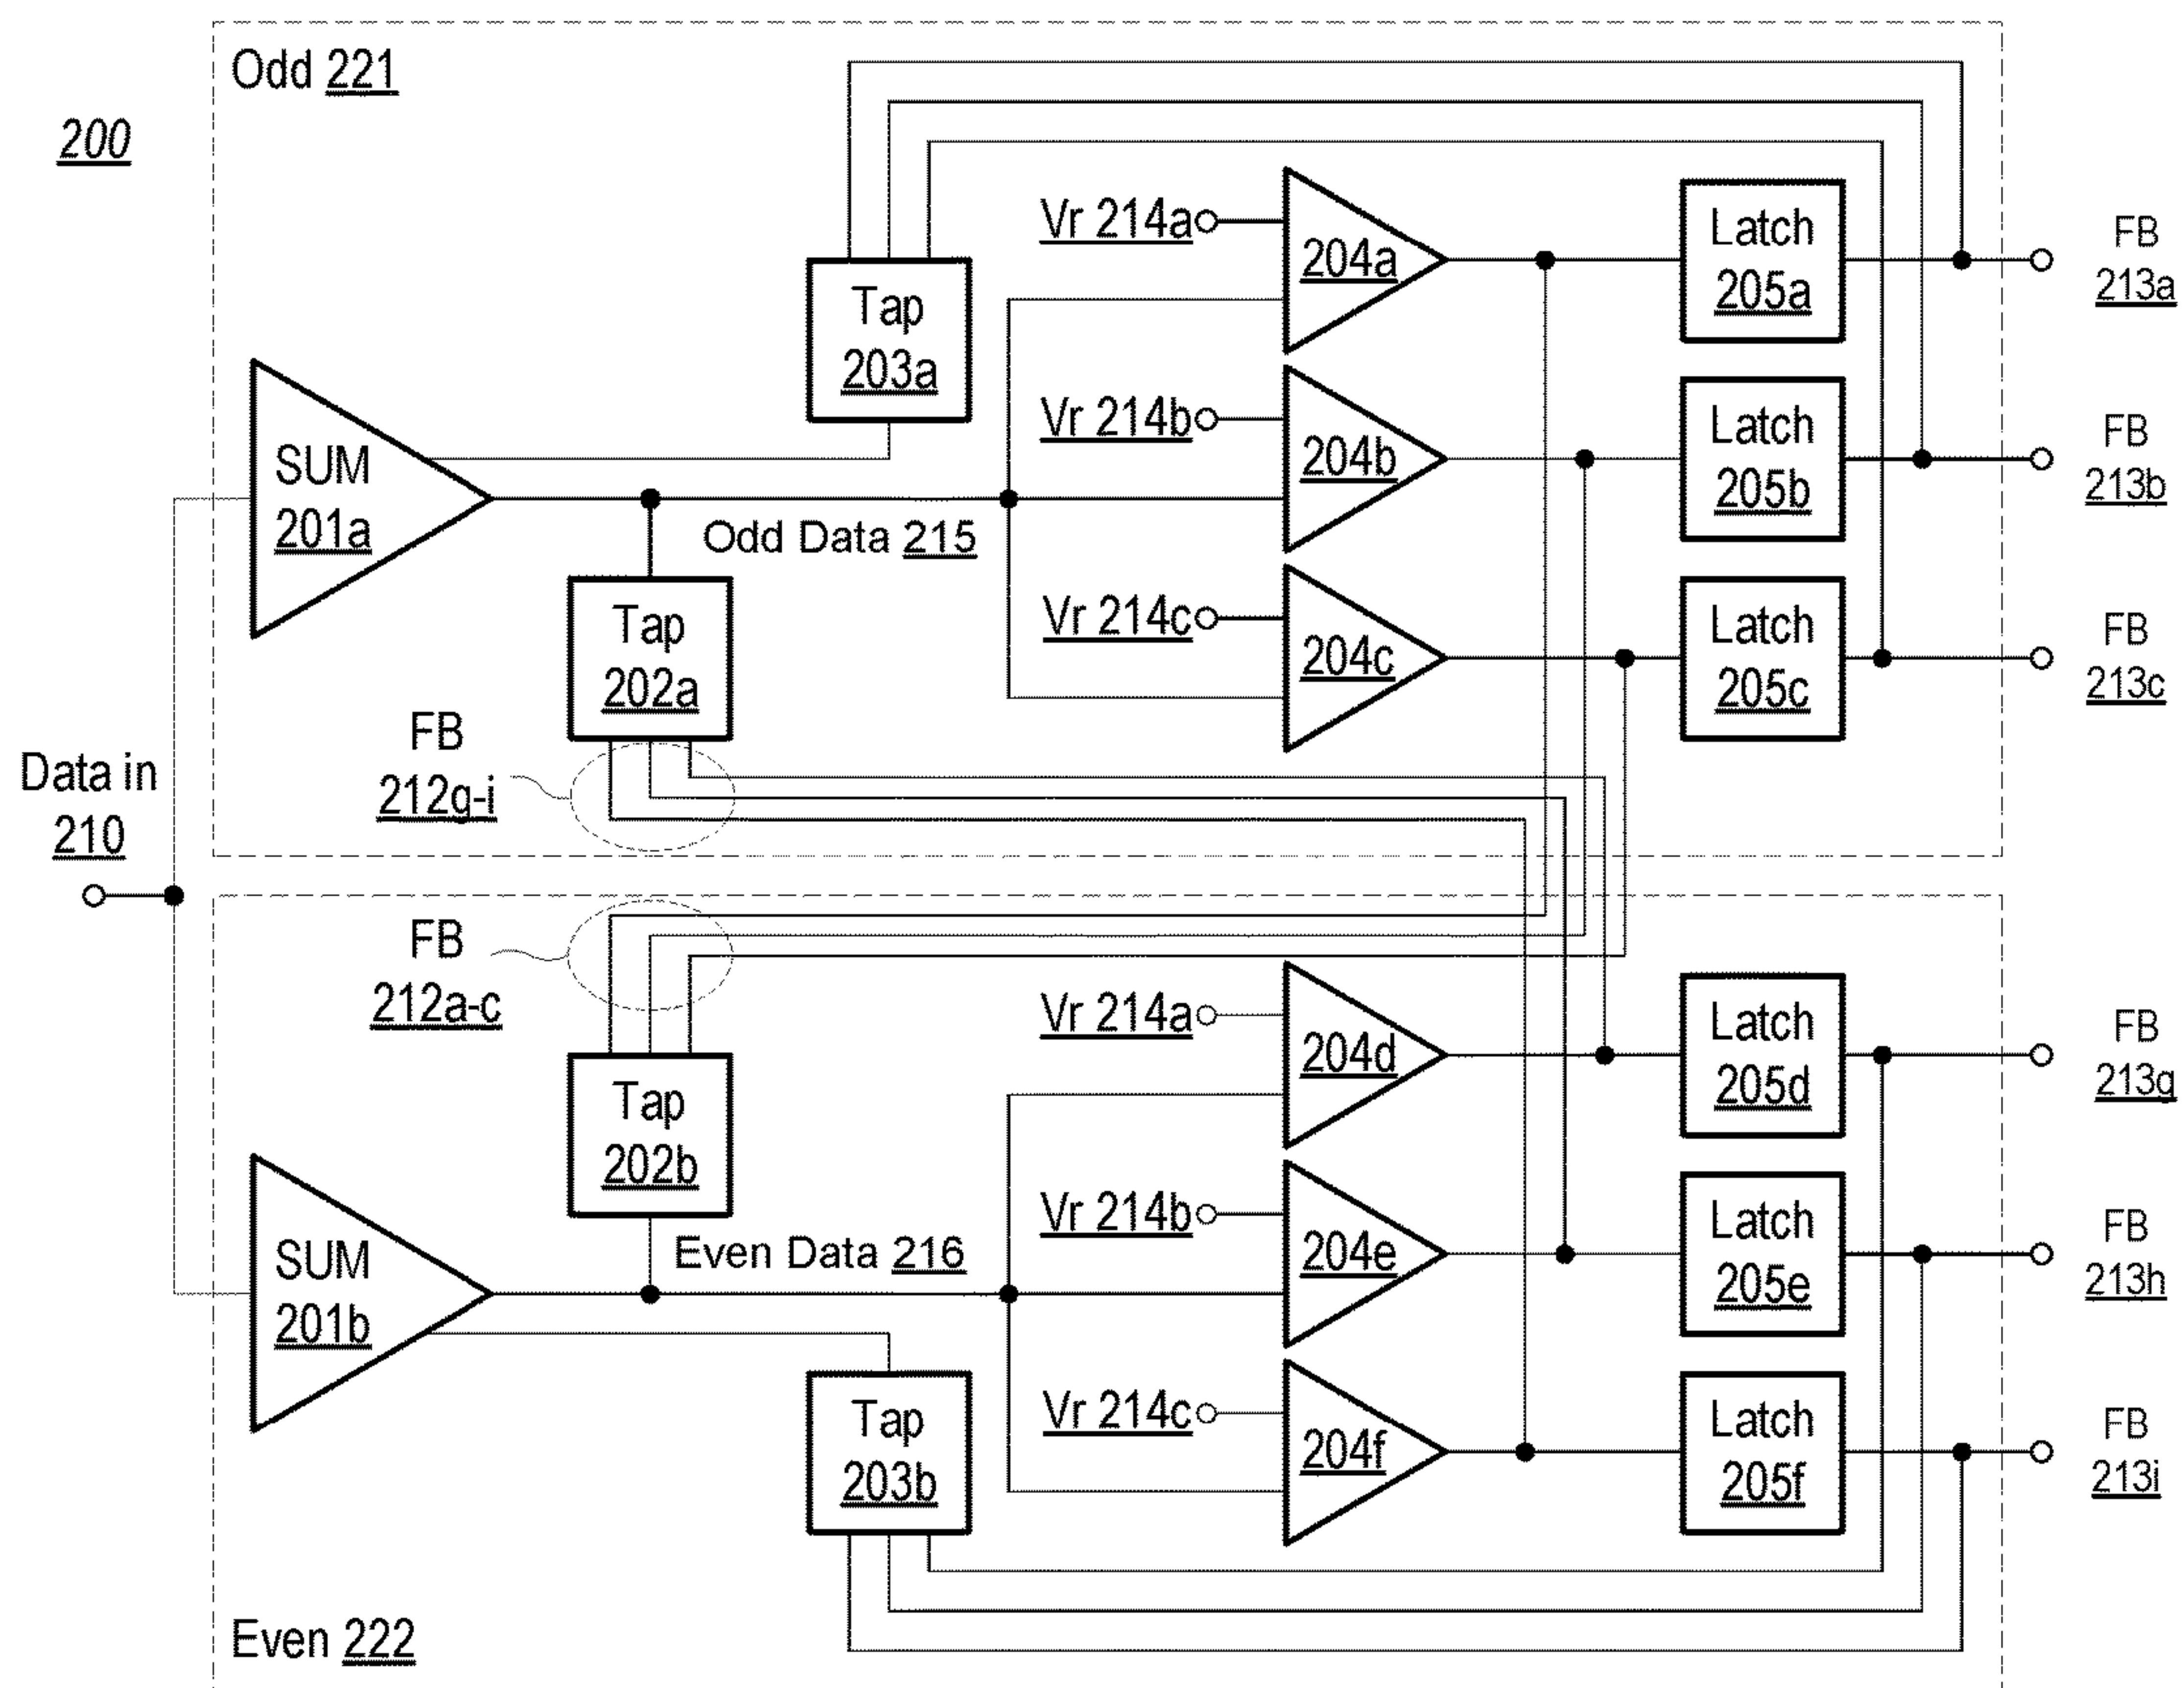 Odd 221
200
Vr 214a
204a
Latch
205a
FB
213a
Tap
203a
Vr 214b
204b
Latch
205b
FB
213b
SUM
201a
Odd Data 215
Vr 214c
204c
Latch
205c
FB
213c
Tap
202a
FB
212g-i
Data in
210
FB
212a-c
Vr 214a
204d
Latch
205d
FB
213g
Tap
202b
Vr 214b
204e
Latch
205e
FB
213h
Even Data 216
SUM
201b
Vr 214c
204f
Latch
205f
FB
213i
Tap
203b
Even 222